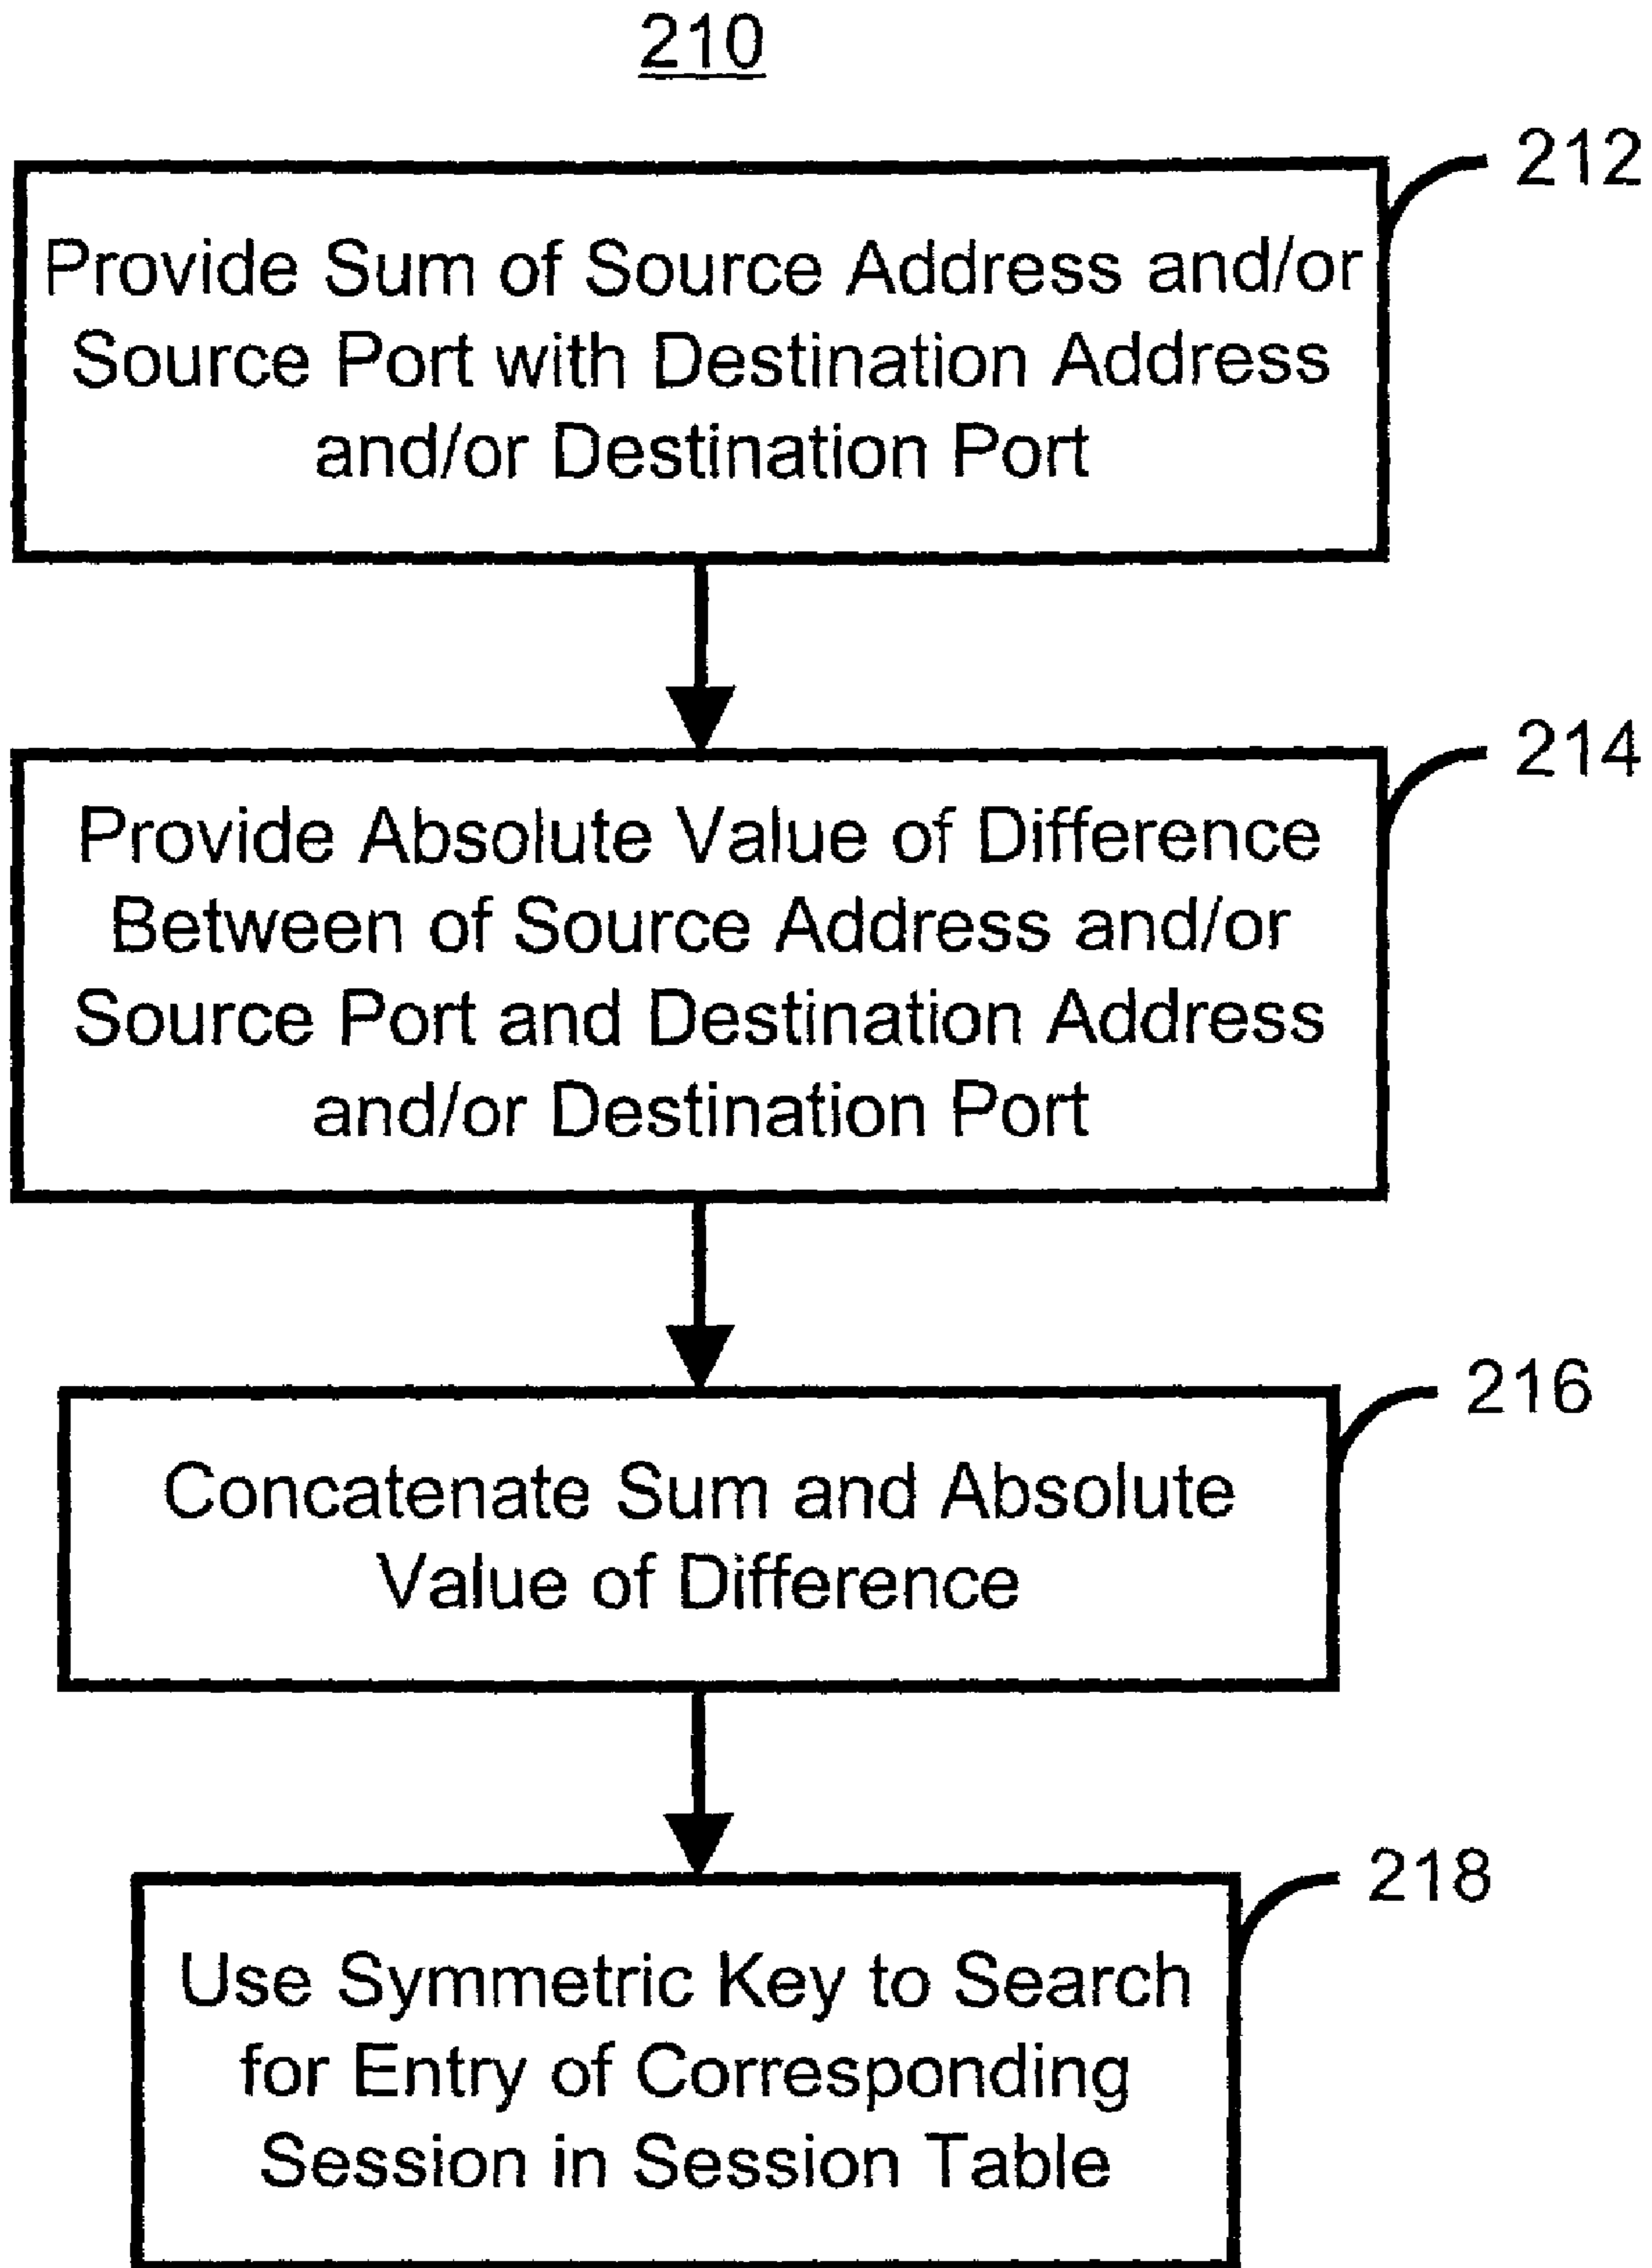 210
212
Provide Sum of Source Address and/or
Source Port with Destination Address
and/or Destination Port
214
Provide Absolute Value of Difference
Between of Source Address and/or
Source Port and Destination Address
and/or Destination Port
216
Concatenate Sum and Absolute
Value of Difference
218
Use Symmetric Key to Search
for Entry of Corresponding
Session in Session Table